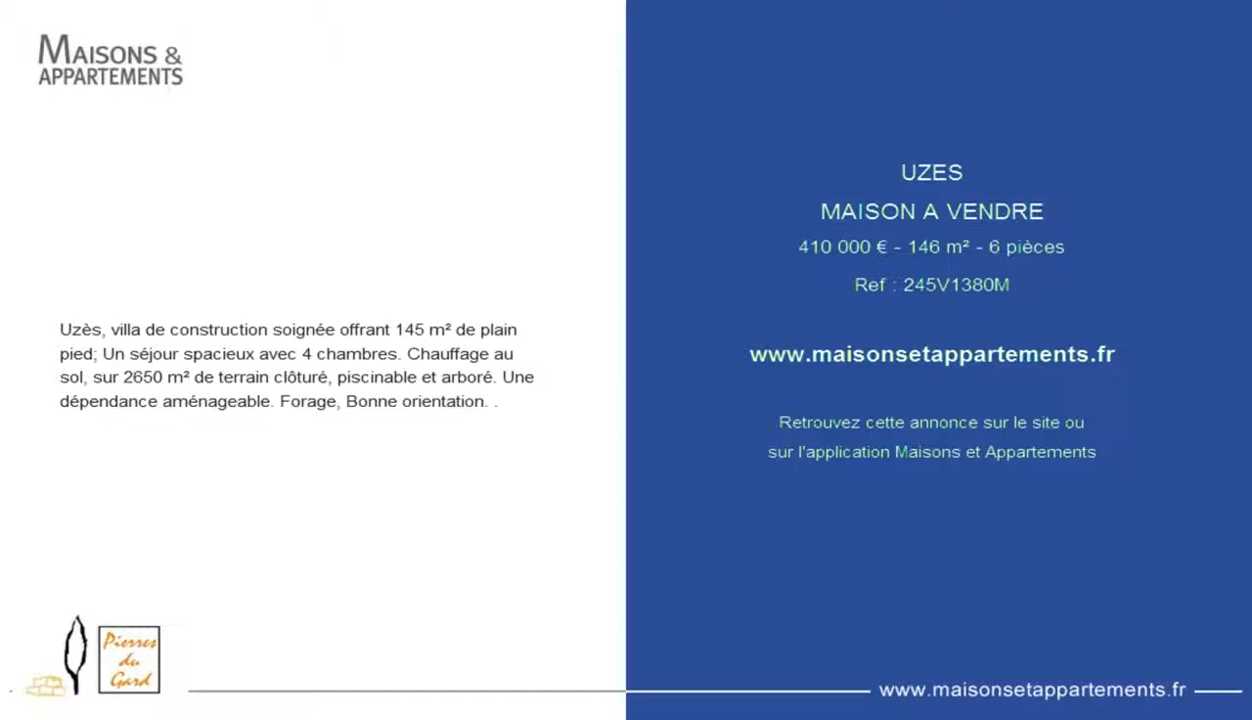 MAISONS &
APPARTEMENTS
Uzès, villa de construction soignée offrant 145 m² de plain
pied; Un séjour spacieux avec 4 chambres. Chauffage au
sol, sur 2650 m² de terrain clôturé, piscinable et arboré. Une
dépendance aménageable. Forage, Bonne orientation. .
Pierres
du
Gard
UZES
MAISON A VENDRE
410 000 € - 146 m² - 6 pièces
Ref : 245V1380M
www.maisonsetappartements.fr
Retrouvez cette annonce sur le site ou
sur l'application Maisons et Appartements
www.maisonsetappartements.fr